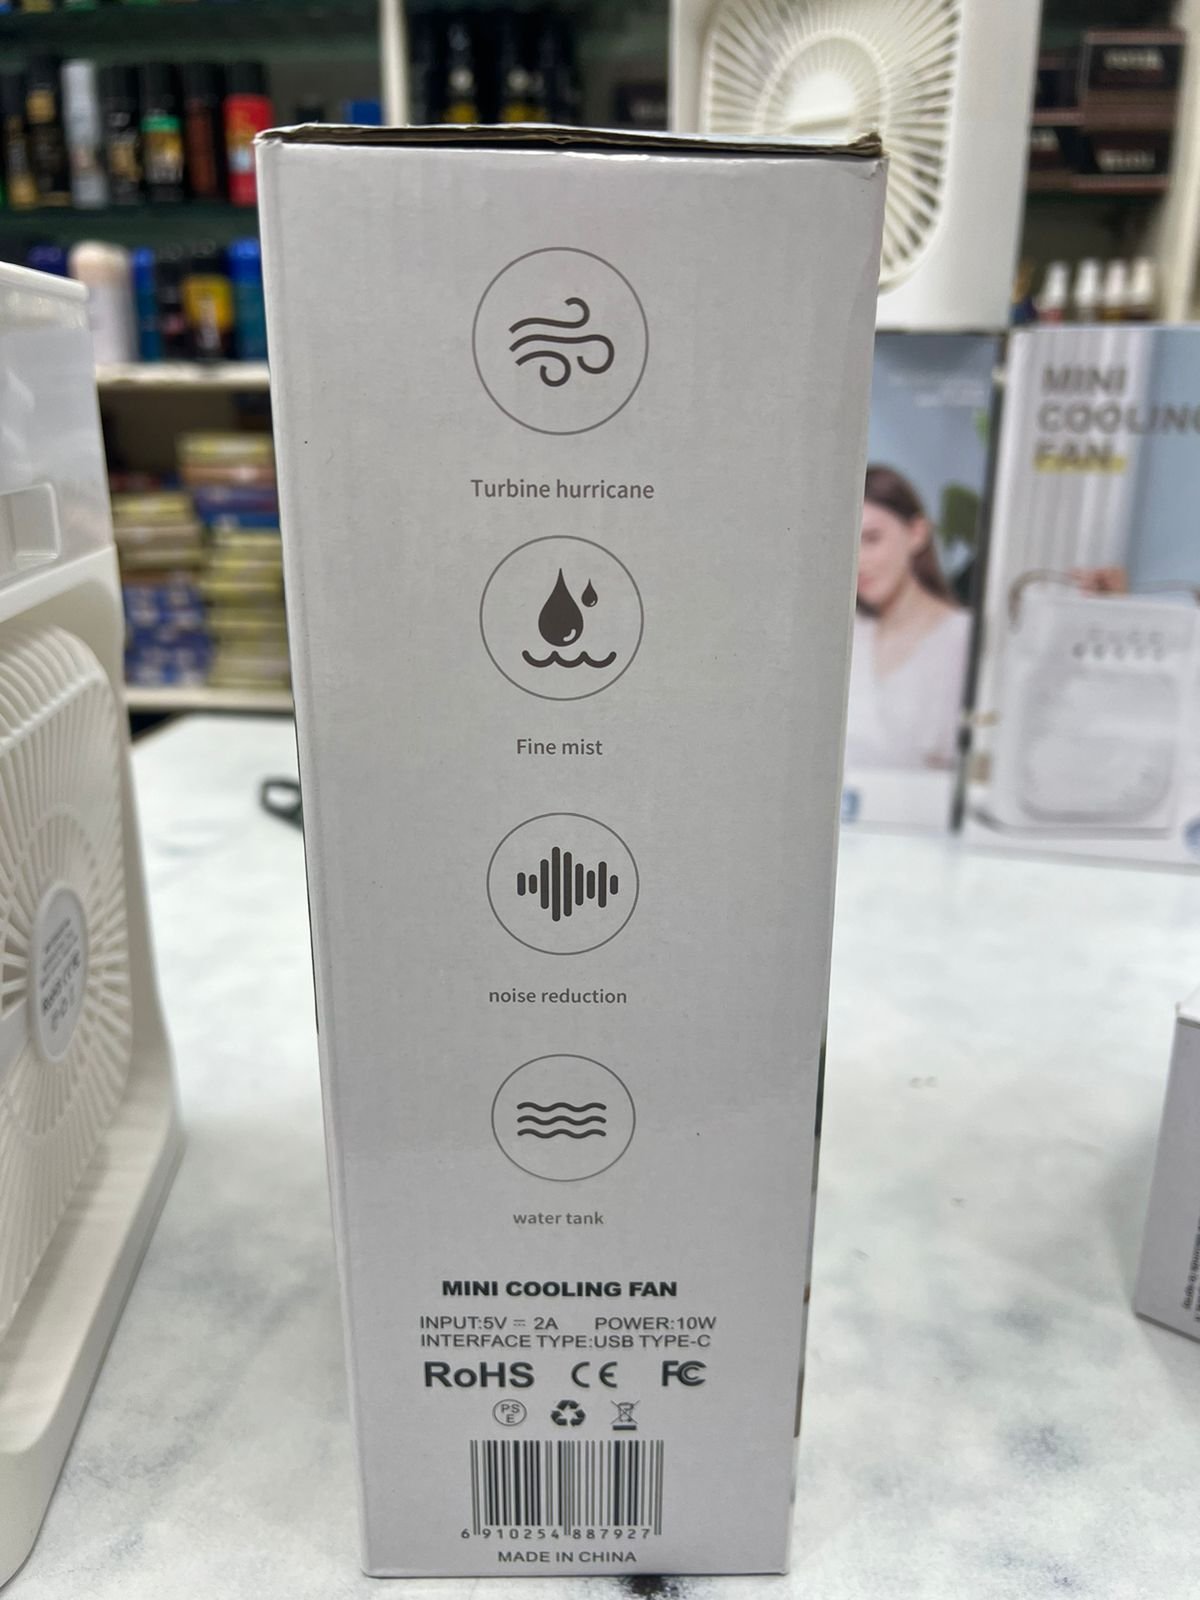 Turbine hurricane
Fine mist
noise reduction
water tank
MINI COOLING FAN
INPUT:5V ⎓ 2A POWER:10W
INTERFACE TYPE:USB TYPE-C
RoHS CE FC
PS
E
6 910254 887927
MADE IN CHINA
MINI
COOLING
FAN